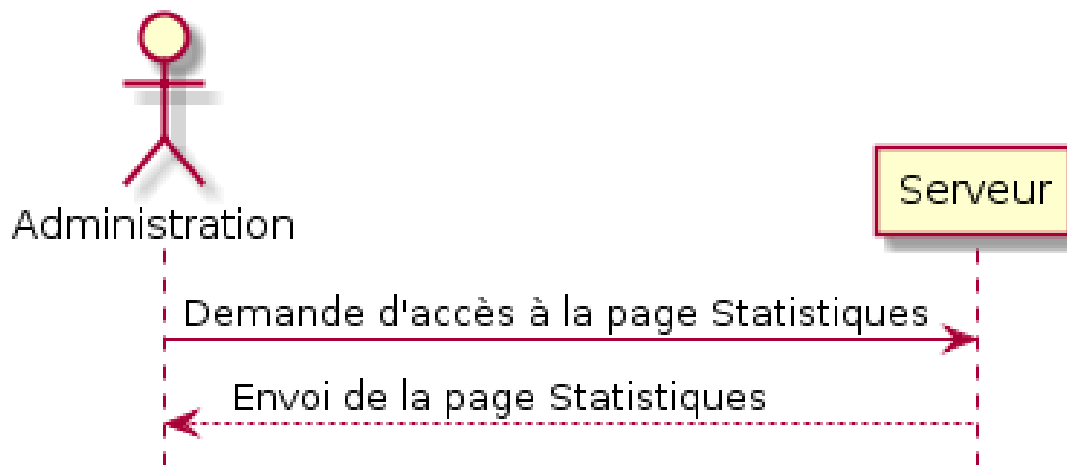 Administration
Serveur
Demande d'accès à la page Statistiques
Envoi de la page Statistiques